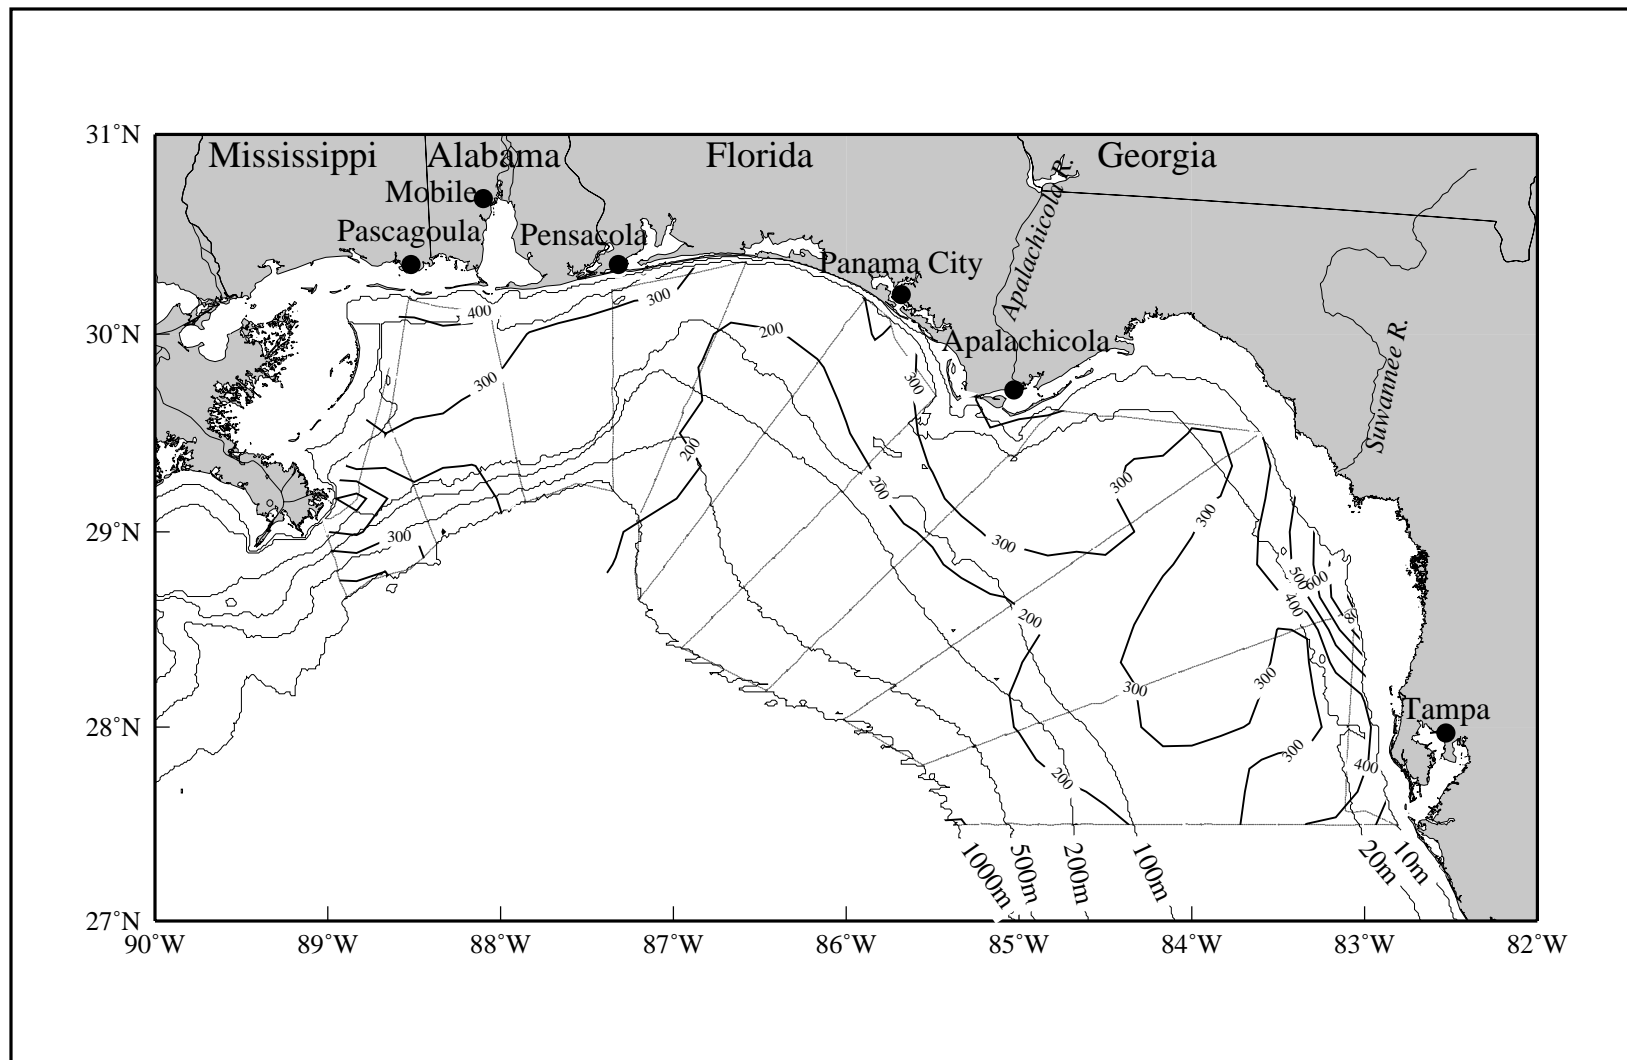 31°N
Mississippi Alabama Florida Georgia
Mobile
Apalachicola R.
Pascagoula Pensacola
Panama City
300
400
30°N
200
Apalachicola
Suwannee R.
300
300
200
300
200
300
29°N
300
300
500
600
400
200
300
300
28°N
Tampa
300
200
400
1000m 500m 200m 100m 20m 10m
27°N
90°W 89°W 88°W 87°W 86°W 85°W 84°W 83°W 82°W